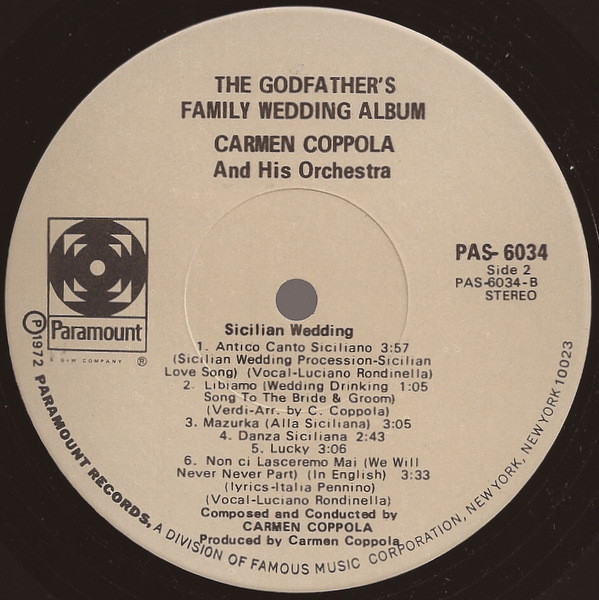 THE GODFATHER'S
FAMILY WEDDING ALBUM
CARMEN COPPOLA
And His Orchestra
PAS-6034
Side 2
PAS-6034-B
STEREO
Paramount
A G+W COMPANY ®
Sicilian Wedding
1. Antico Canto Siciliano 3:57
(Sicilian Wedding Procession-Sicilian
Love Song) (Vocal-Luciano Rondinella)
2. Libiamo (Wedding Drinking 1:05
Song To The Bride & Groom)
(Verdi-Arr. by C. Coppola)
3. Mazurka (Alla Siciliana) 3:05
4. Danza Siciliana 2:43
5. Lucky 3:06
6. Non ci Lasceremo Mai (We Will
Never Never Part) (In English) 3:33
(lyrics-Italia Pennino)
(Vocal-Luciano Rondinella)
Composed and Conducted by
CARMEN COPPOLA
Produced by Carmen Coppola
℗1972 PARAMOUNT RECORDS, A DIVISION OF FAMOUS MUSIC CORPORATION, NEW YORK, NEW YORK 10023